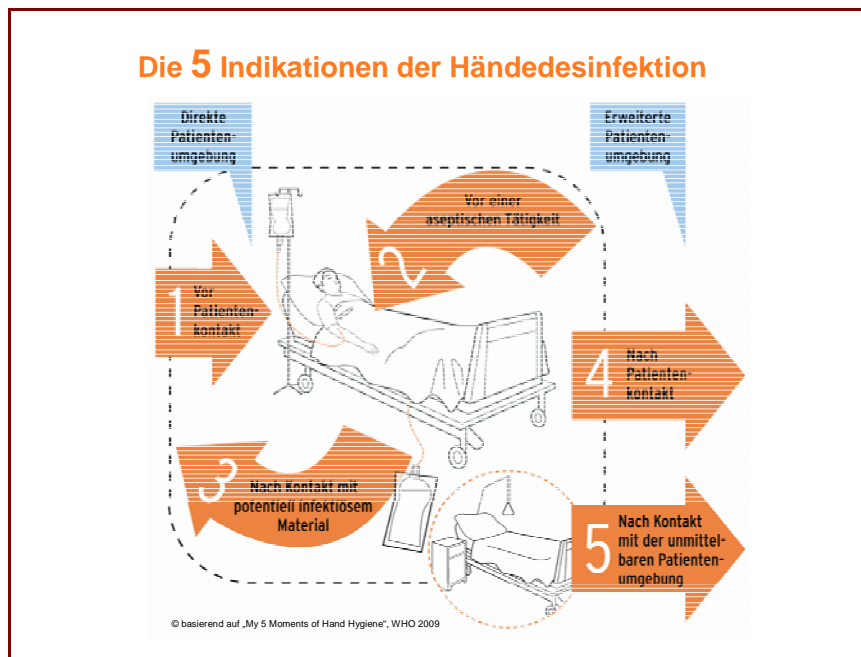 Die 5 Indikationen der Händedesinfektion
Direkte
Patienten-
umgebung
Erweiterte
Patienten-
umgebung
Vor einer
aseptischen Tätigkeit
2
1
Vor
Patienten-
kontakt
4
Nach
Patienten-
kontakt
3
Nach Kontakt mit
potentiell infektiösem
Material
5
Nach Kontakt
mit der unmittel-
baren Patienten-
umgebung
© basierend auf „My 5 Moments of Hand Hygiene“, WHO 2009